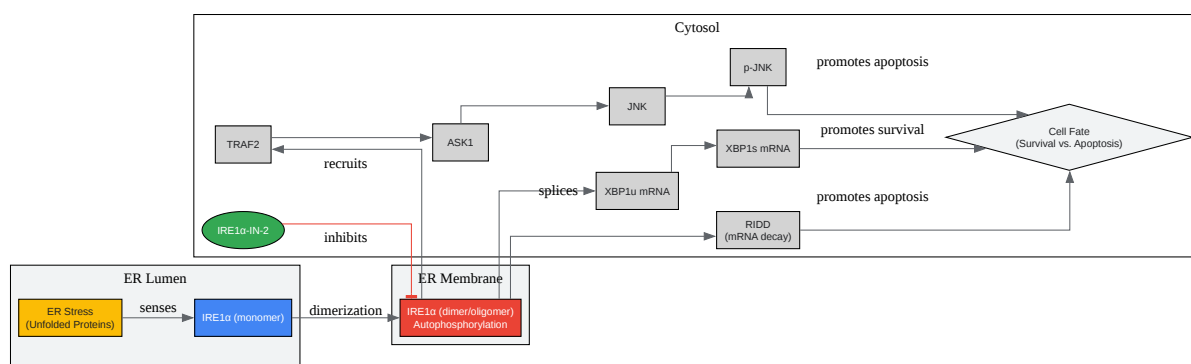 Cytosol
p-JNK
promotes apoptosis
JNK
TRAF2
ASK1
promotes survival
Cell Fate
(Survival vs. Apoptosis)
XBP1s mRNA
recruits
splices
XBP1u mRNA
promotes apoptosis
IRE1α-IN-2
inhibits
RIDD
(mRNA decay)
ER Lumen
ER Membrane
ER Stress
(Unfolded Proteins)
senses
IRE1α (monomer)
dimerization
IRE1α (dimer/oligomer)
Autophosphorylation